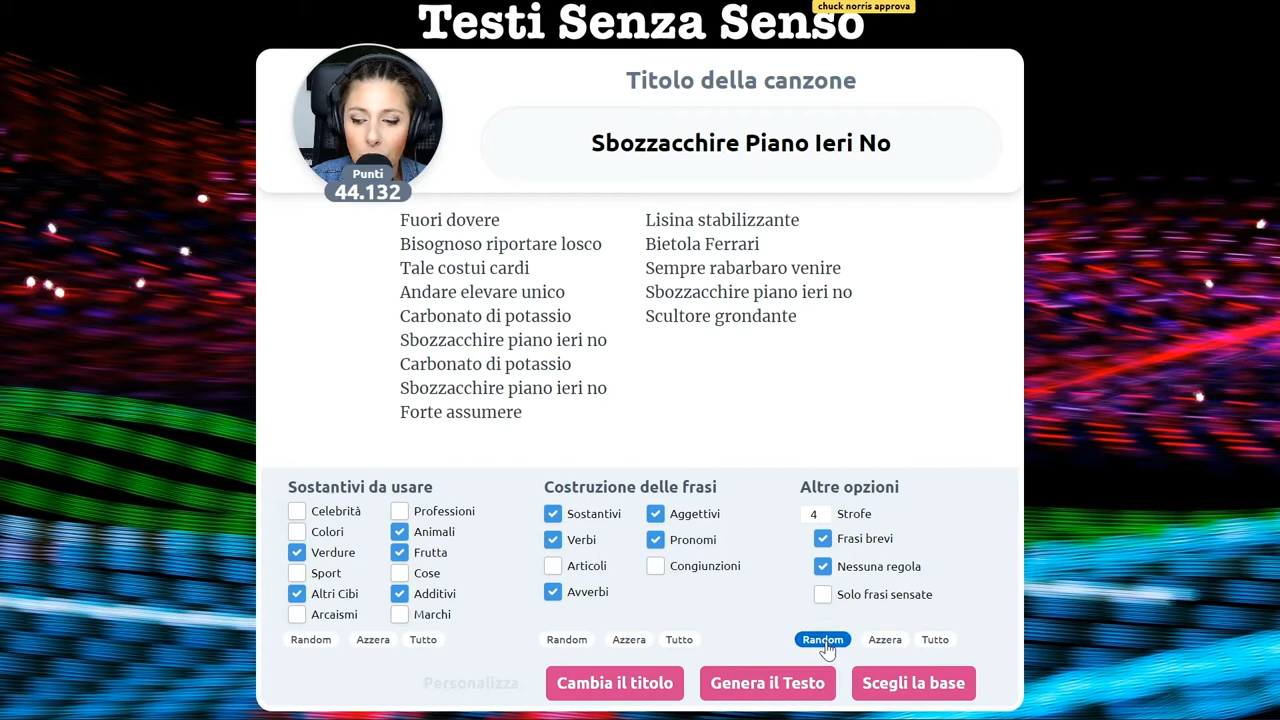 chuck norris approva
Testi Senza Senso
Titolo della canzone
Sbozzacchire Piano Ieri No
Punti
44.132
Fuori dovere
Bisognoso riportare losco
Tale costui cardi
Andare elevare unico
Carbonato di potassio
Sbozzacchire piano ieri no
Carbonato di potassio
Sbozzacchire piano ieri no
Forte assumere
Lisina stabilizzante
Bietola Ferrari
Sempre rabarbaro venire
Sbozzacchire piano ieri no
Scultore grondante
Sostantivi da usare
Celebrità
Professioni
Colori
Animali
Verdure
Frutta
Sport
Cose
Altri Cibi
Additivi
Arcaismi
Marchi
Random
Azzera
Tutto
Costruzione delle frasi
Sostantivi
Aggettivi
Verbi
Pronomi
Articoli
Congiunzioni
Avverbi
Random
Azzera
Tutto
Altre opzioni
4 Strofe
Frasi brevi
Nessuna regola
Solo frasi sensate
Random
Azzera
Tutto
Personalizza
Cambia il titolo
Genera il Testo
Scegli la base